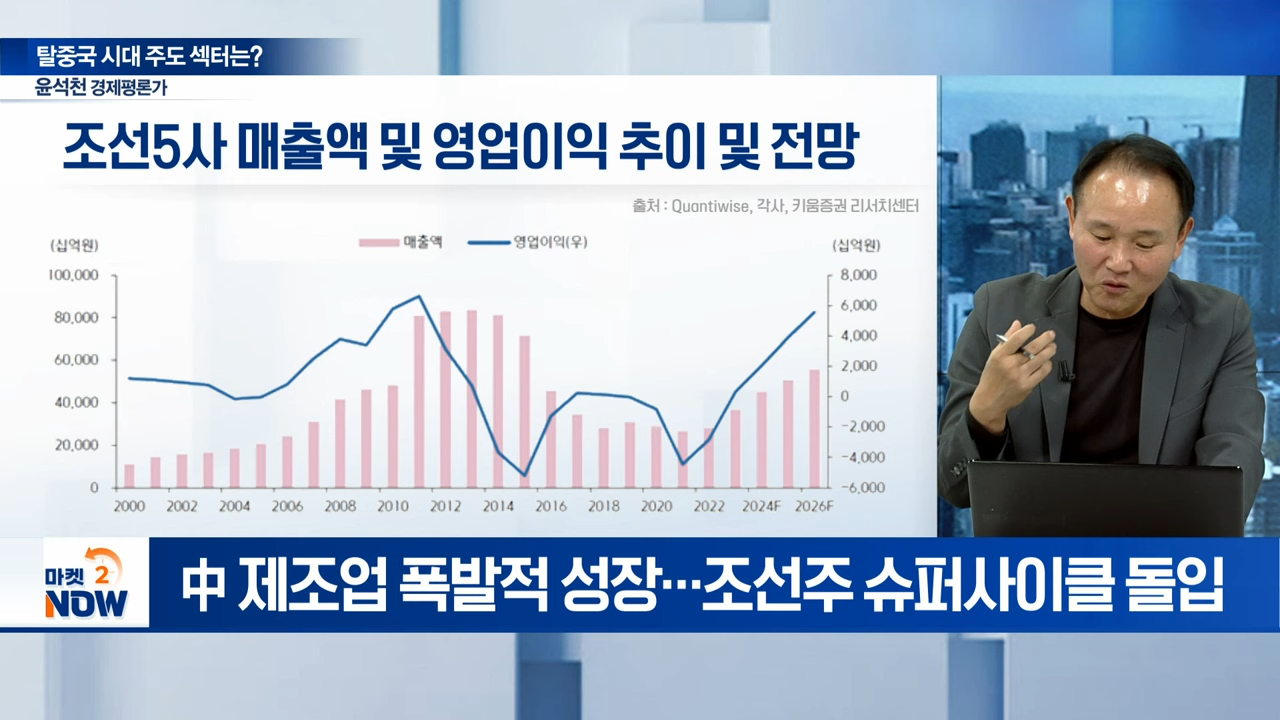 탈중국 시대 주도 섹터는?
윤석천 경제평론가
조선5사 매출액 및 영업이익 추이 및 전망
출처 : Quantiwise, 각사, 키움증권 리서치센터
(십억원) 매출액 영업이익(우) (십억원)
100,000 8,000
80,000 6,000
60,000 4,000
40,000 2,000
20,000 0
0 -2,000
-4,000
-6,000
2000 2002 2004 2006 2008 2010 2012 2014 2016 2018 2020 2022 2024F 2026F
마켓 2
NOW
中 제조업 폭발적 성장…조선주 슈퍼사이클 돌입